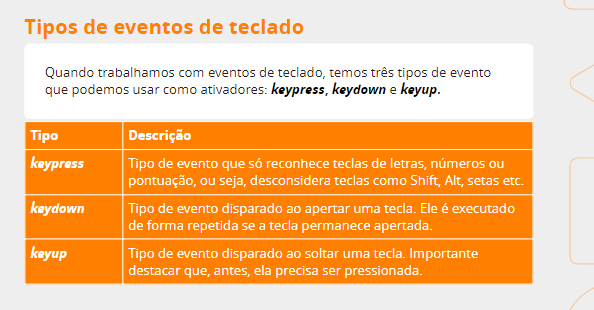 Tipos de eventos de teclado
Quando trabalhamos com eventos de teclado, temos três tipos de evento
que podemos usar como ativadores: keypress, keydown e keyup.
Tipo Descrição
keypress Tipo de evento que só reconhece teclas de letras, números ou
pontuação, ou seja, desconsidera teclas como Shift, Alt, setas etc.
keydown Tipo de evento disparado ao apertar uma tecla. Ele é executado
de forma repetida se a tecla permanece apertada.
keyup Tipo de evento disparado ao soltar uma tecla. Importante
destacar que, antes, ela precisa ser pressionada.